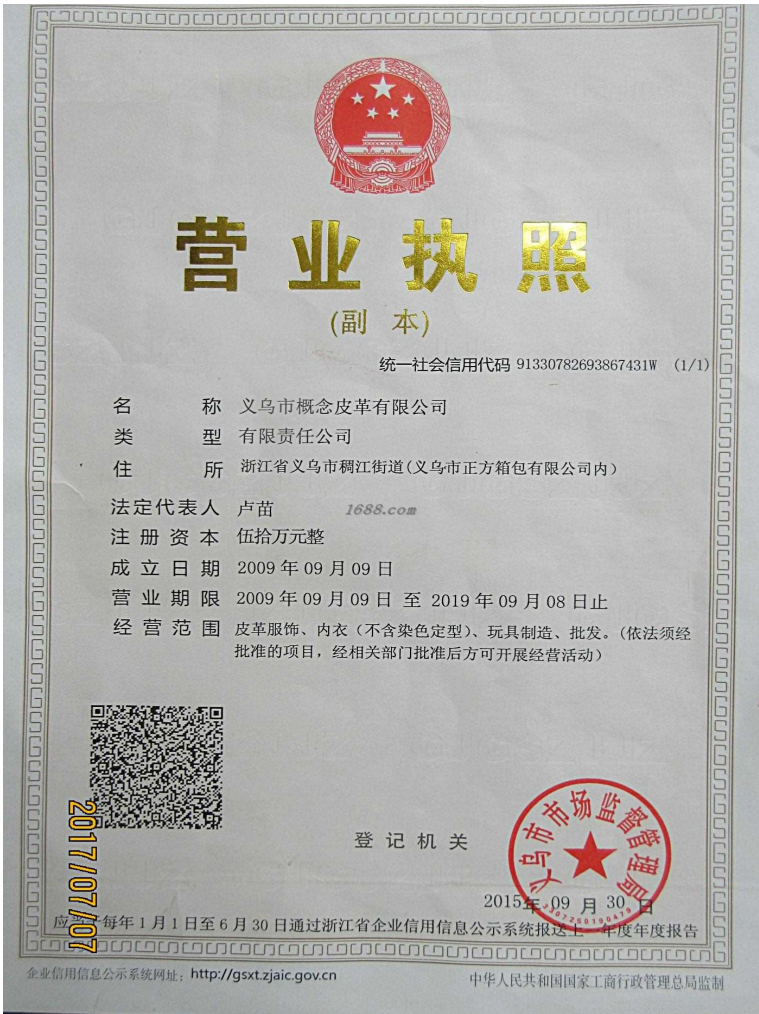 营业执照
(副 本)
统一社会信用代码 91330782693867431W (1/1)
名 称 义乌市概念皮革有限公司
类 型 有限责任公司
住 所 浙江省义乌市稠江街道(义乌市正方箱包有限公司内)
法定代表人 卢苗
1688.com
注册资本 伍拾万元整
成立日期 2009年09月09日
营业期限 2009年09月09日 至 2019年09月08日止
经营范围 皮革服饰、内衣(不含染色定型)、玩具制造、批发。(依法须经
批准的项目,经相关部门批准后方可开展经营活动)
登记机关
义乌市市场监督管理局
2015年 09 月 30 日
2017/07/07
应当于每年1月1日至6月30日通过浙江省企业信用信息公示系统报送上一年度年度报告
企业信用信息公示系统网址: http://gsxt.zjaic.gov.cn
中华人民共和国国家工商行政管理总局监制